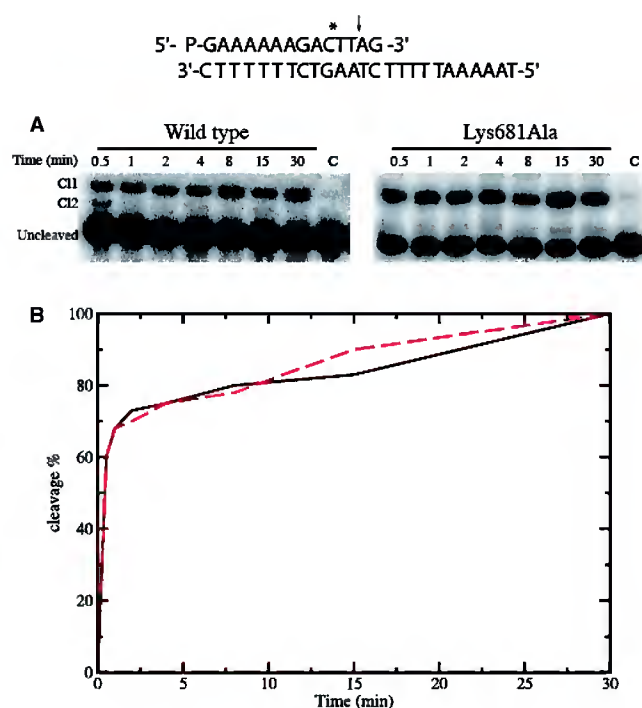 * ↓
5'- P-GAAAAAAGACTTAG -3'
3'-CTTTTTTCTGAATCTTTTTAAAAAT-5'
A
Wild type Lys681Ala
Time (min) 0.5 1 2 4 8 15 30 C 0.5 1 2 4 8 15 30 C
Cl1
Cl2
Uncleaved
B
100
80
60
40
20
0
cleavage %
0 5 10 15 20 25 30
Time (min)